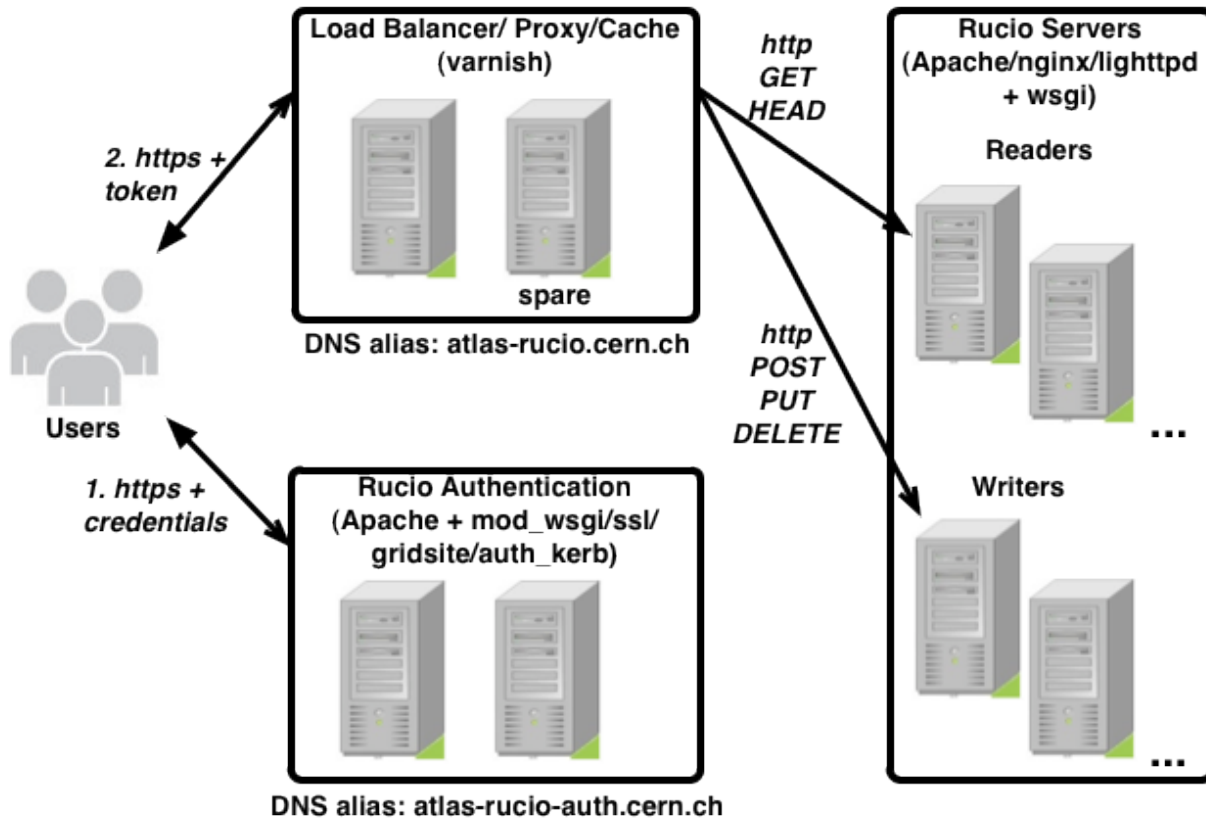 Load Balancer/ Proxy/Cache
(varnish)
spare
DNS alias: atlas-rucio.cern.ch
2. https +
token
Users
1. https +
credentials
Rucio Authentication
(Apache + mod_wsgi/ssl/
gridsite/auth_kerb)
DNS alias: atlas-rucio-auth.cern.ch
http
GET
HEAD
http
POST
PUT
DELETE
Rucio Servers
(Apache/nginx/lighttpd
+ wsgi)
Readers
...
Writers
...